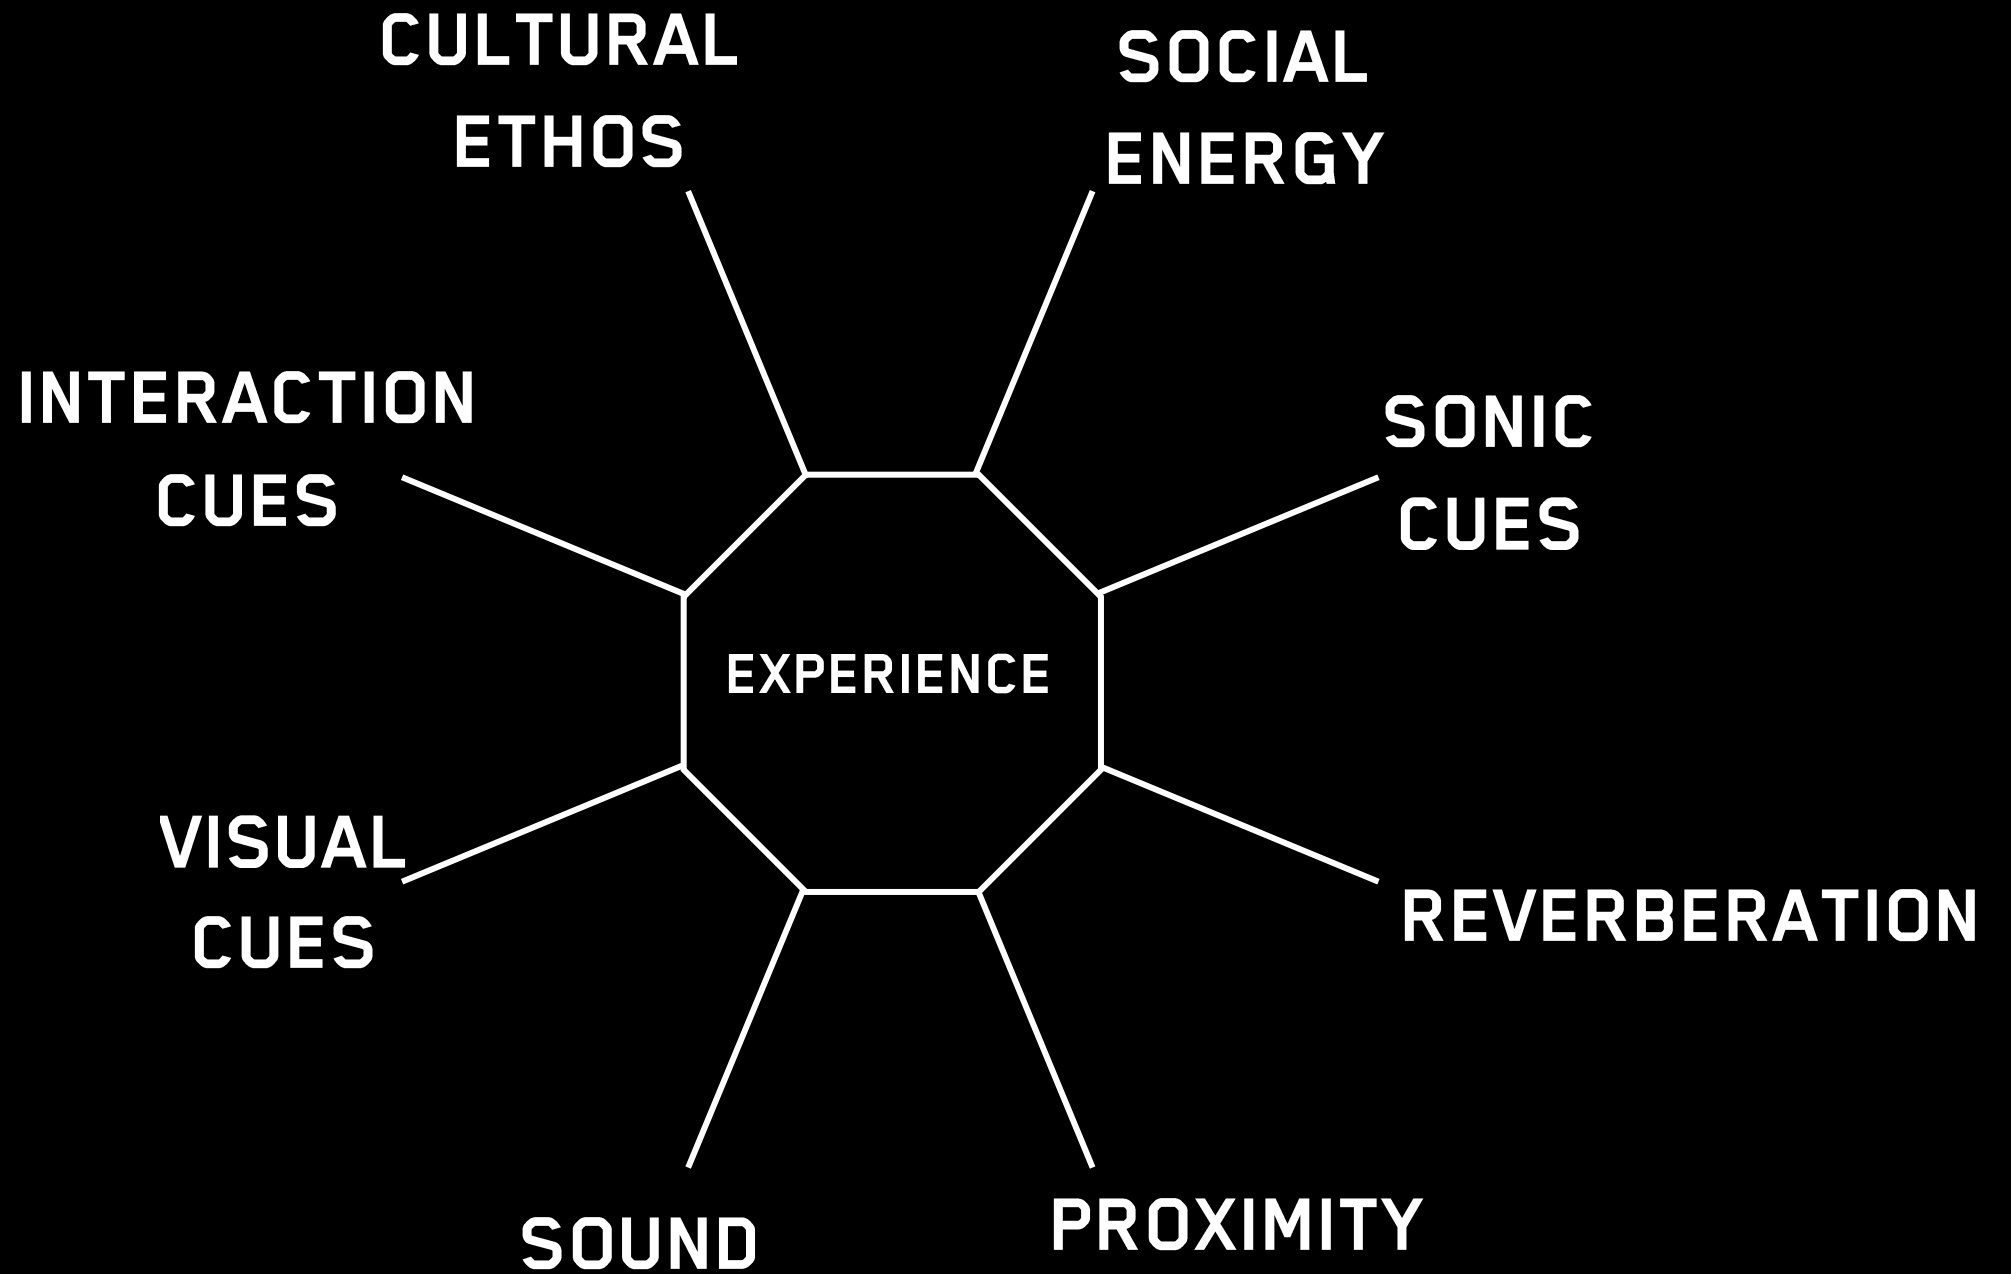 CULTURAL
ETHOS
SOCIAL
ENERGY
INTERACTION
CUES
SONIC
CUES
EXPERIENCE
VISUAL
CUES
REVERBERATION
SOUND
PROXIMITY